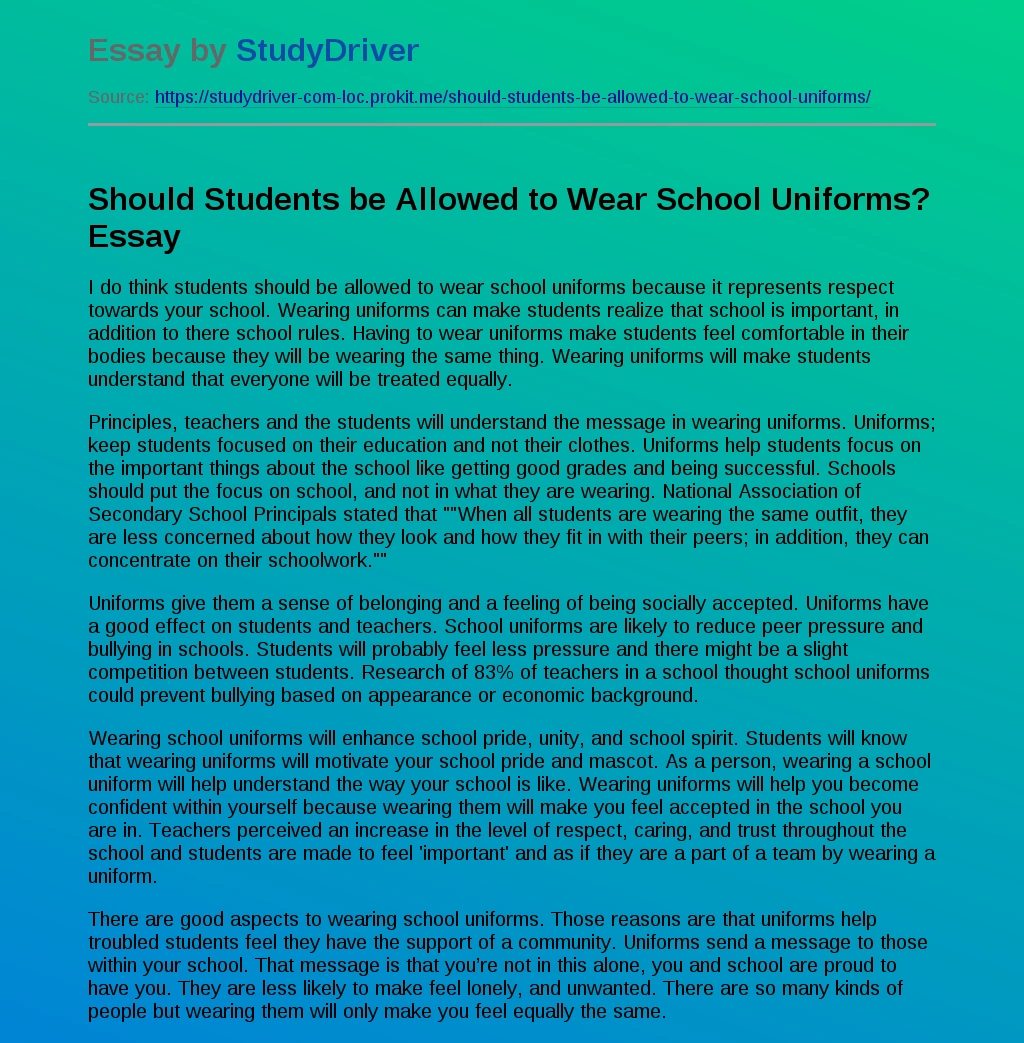 Essay by StudyDriver
Source: https://studydriver-com-loc.prokit.me/should-students-be-allowed-to-wear-school-uniforms/
Should Students be Allowed to Wear School Uniforms?
Essay
I do think students should be allowed to wear school uniforms because it represents respect
towards your school. Wearing uniforms can make students realize that school is important, in
addition to there school rules. Having to wear uniforms make students feel comfortable in their
bodies because they will be wearing the same thing. Wearing uniforms will make students
understand that everyone will be treated equally.
Principles, teachers and the students will understand the message in wearing uniforms. Uniforms;
keep students focused on their education and not their clothes. Uniforms help students focus on
the important things about the school like getting good grades and being successful. Schools
should put the focus on school, and not in what they are wearing. National Association of
Secondary School Principals stated that ""When all students are wearing the same outfit, they
are less concerned about how they look and how they fit in with their peers; in addition, they can
concentrate on their schoolwork.""
Uniforms give them a sense of belonging and a feeling of being socially accepted. Uniforms have
a good effect on students and teachers. School uniforms are likely to reduce peer pressure and
bullying in schools. Students will probably feel less pressure and there might be a slight
competition between students. Research of 83% of teachers in a school thought school uniforms
could prevent bullying based on appearance or economic background.
Wearing school uniforms will enhance school pride, unity, and school spirit. Students will know
that wearing uniforms will motivate your school pride and mascot. As a person, wearing a school
uniform will help understand the way your school is like. Wearing uniforms will help you become
confident within yourself because wearing them will make you feel accepted in the school you
are in. Teachers perceived an increase in the level of respect, caring, and trust throughout the
school and students are made to feel 'important' and as if they are a part of a team by wearing a
uniform.
There are good aspects to wearing school uniforms. Those reasons are that uniforms help
troubled students feel they have the support of a community. Uniforms send a message to those
within your school. That message is that you’re not in this alone, you and school are proud to
have you. They are less likely to make feel lonely, and unwanted. There are so many kinds of
people but wearing them will only make you feel equally the same.